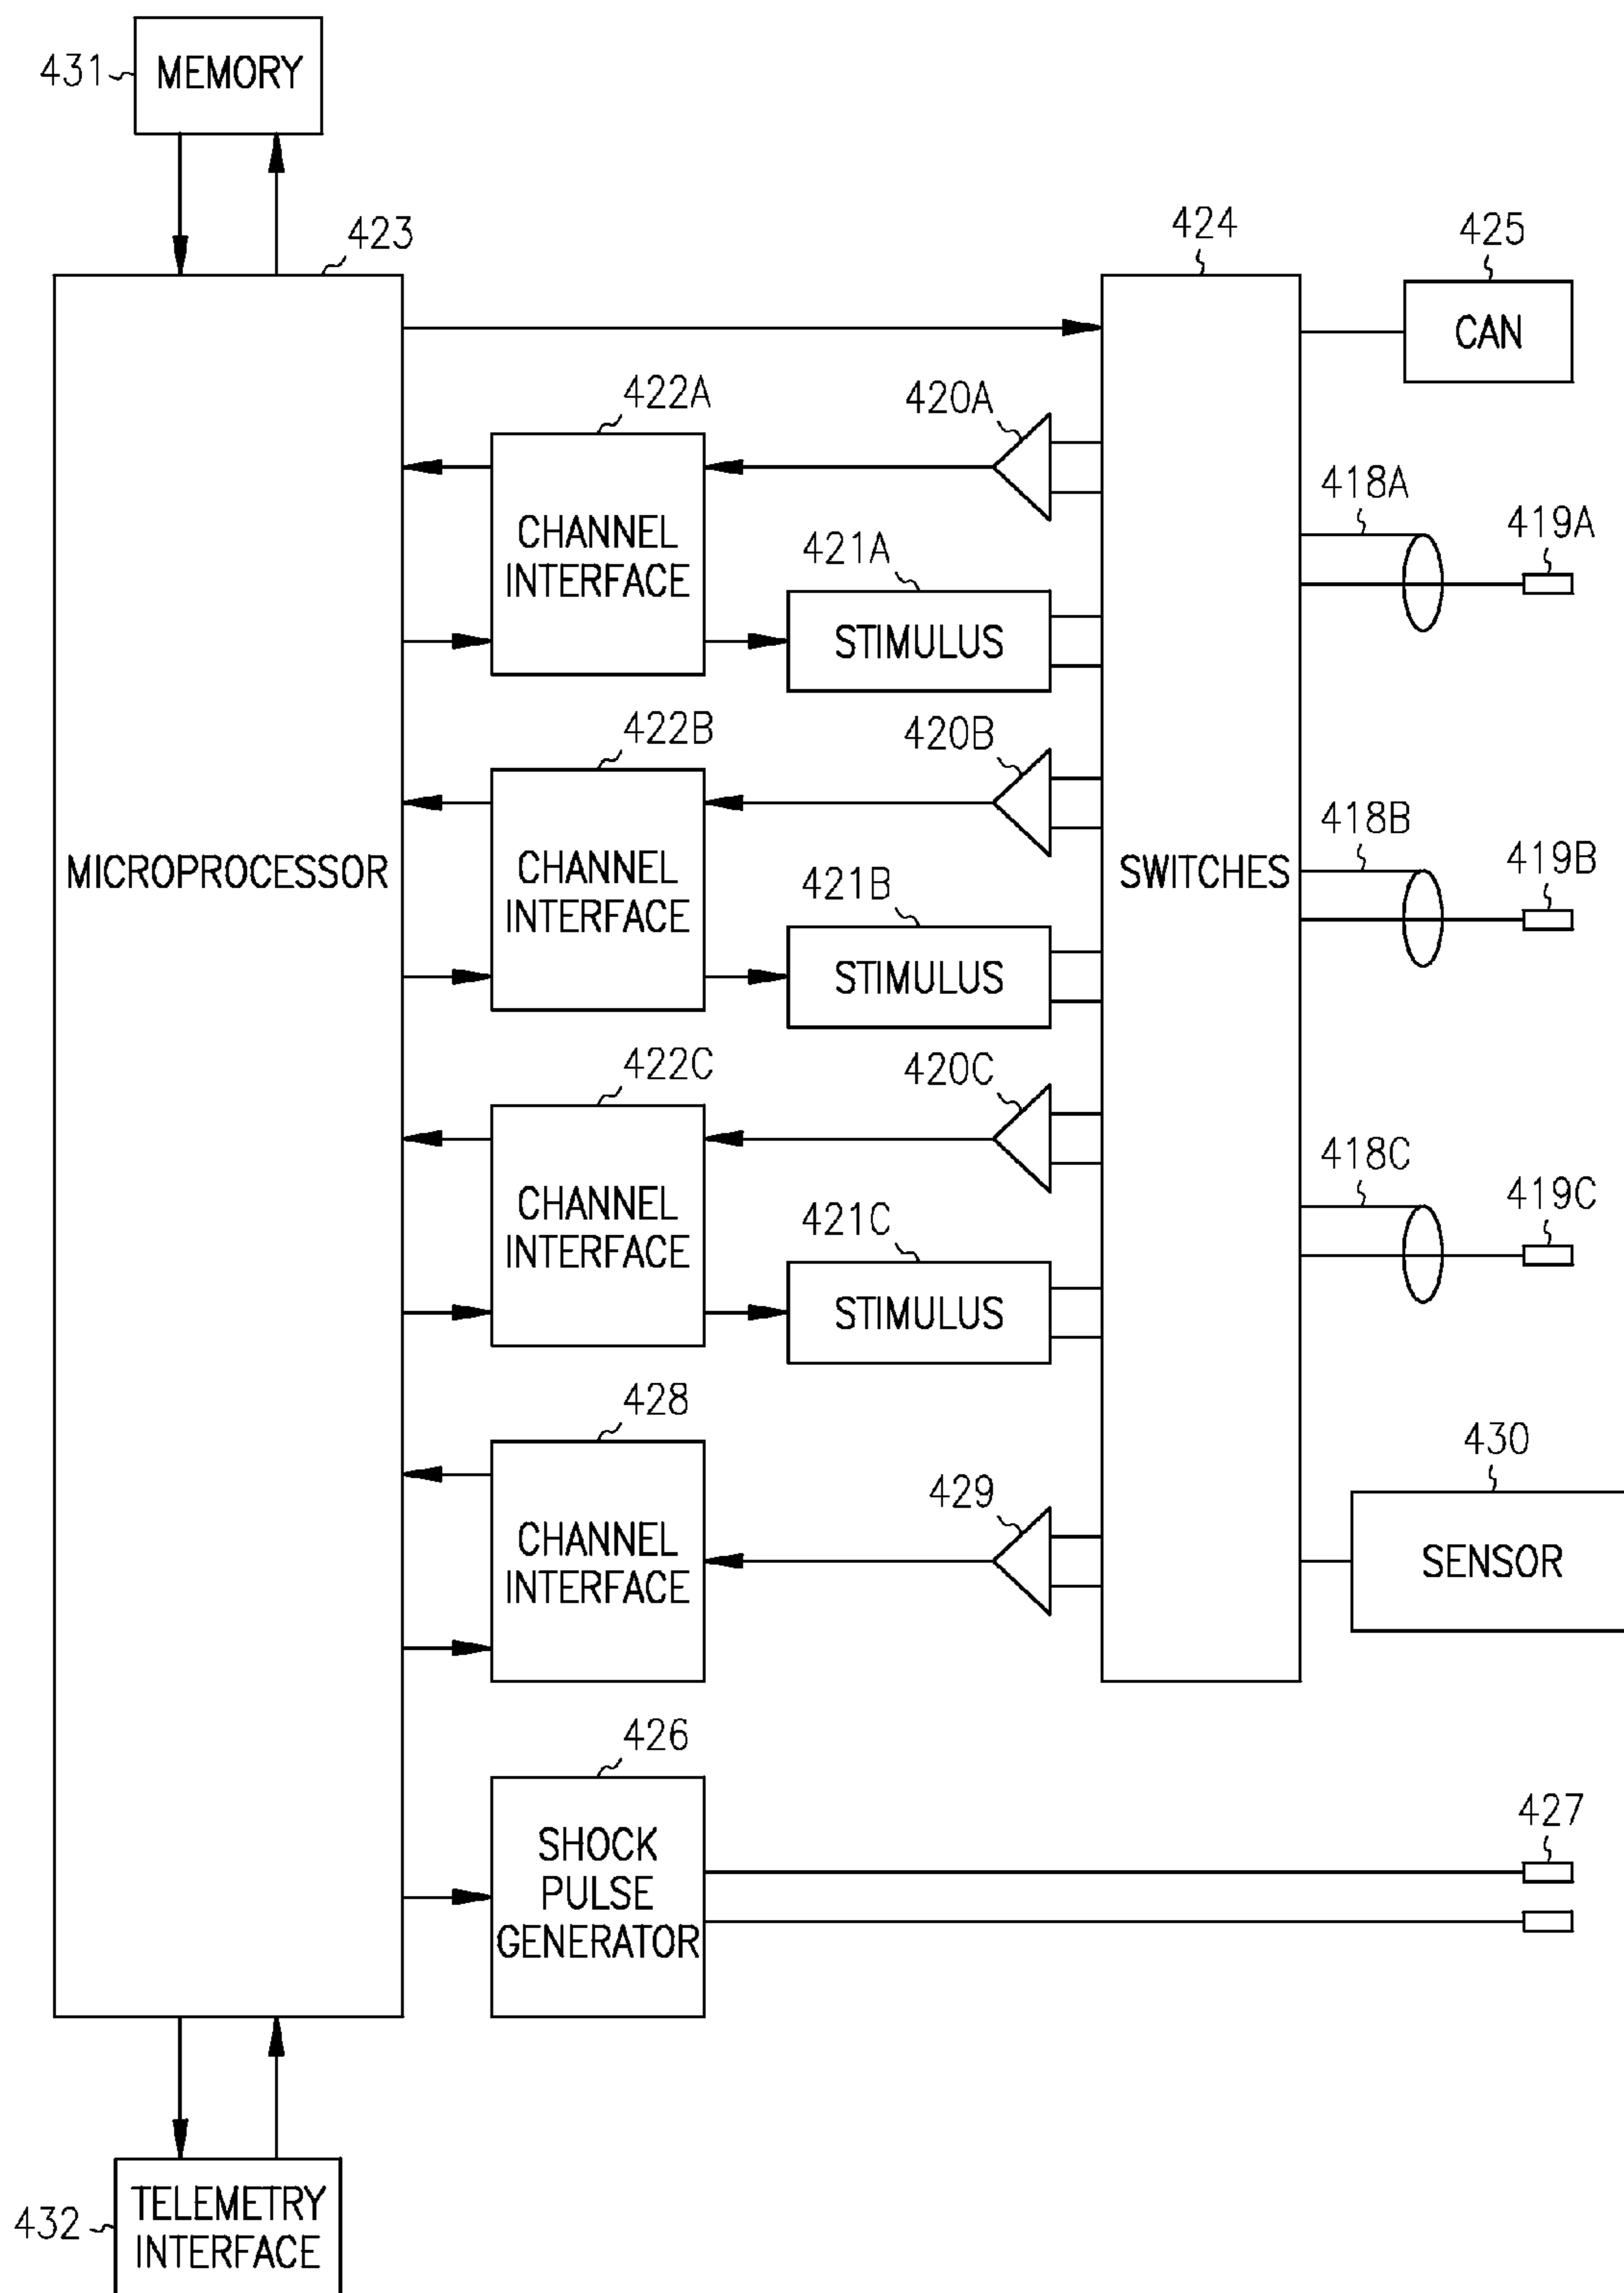 431
MEMORY
423
424
425
CAN
422A
420A
418A
419A
CHANNEL
INTERFACE
421A
STIMULUS
422B
420B
MICROPROCESSOR
CHANNEL
INTERFACE
421B
STIMULUS
SWITCHES
418B
419B
422C
420C
CHANNEL
INTERFACE
421C
STIMULUS
418C
419C
428
CHANNEL
INTERFACE
429
430
SENSOR
426
SHOCK
PULSE
GENERATOR
427
432
TELEMETRY
INTERFACE